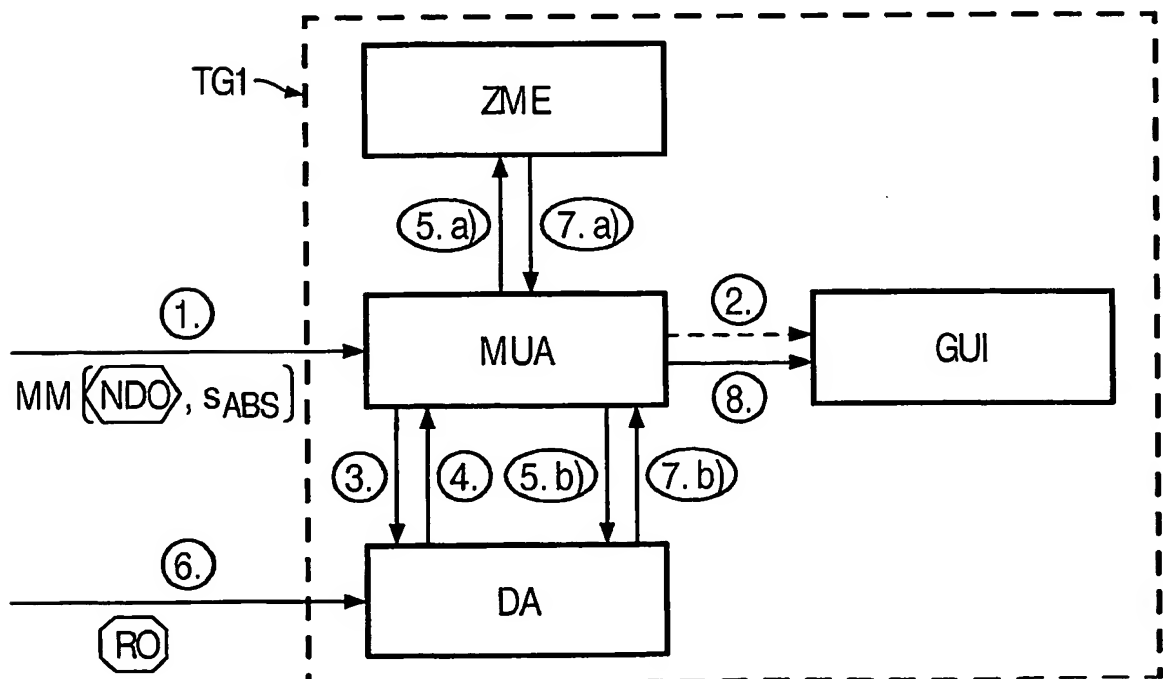 TG1
ZME
5. a)
7. a)
1.
MM [NDO, sABS]
MUA
2.
8.
GUI
3.
4.
5. b)
7. b)
6.
RO
DA